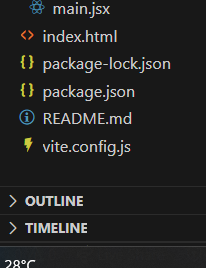 main.jsx
index.html
package-lock.json
package.json
README.md
vite.config.js
OUTLINE
TIMELINE
28°C